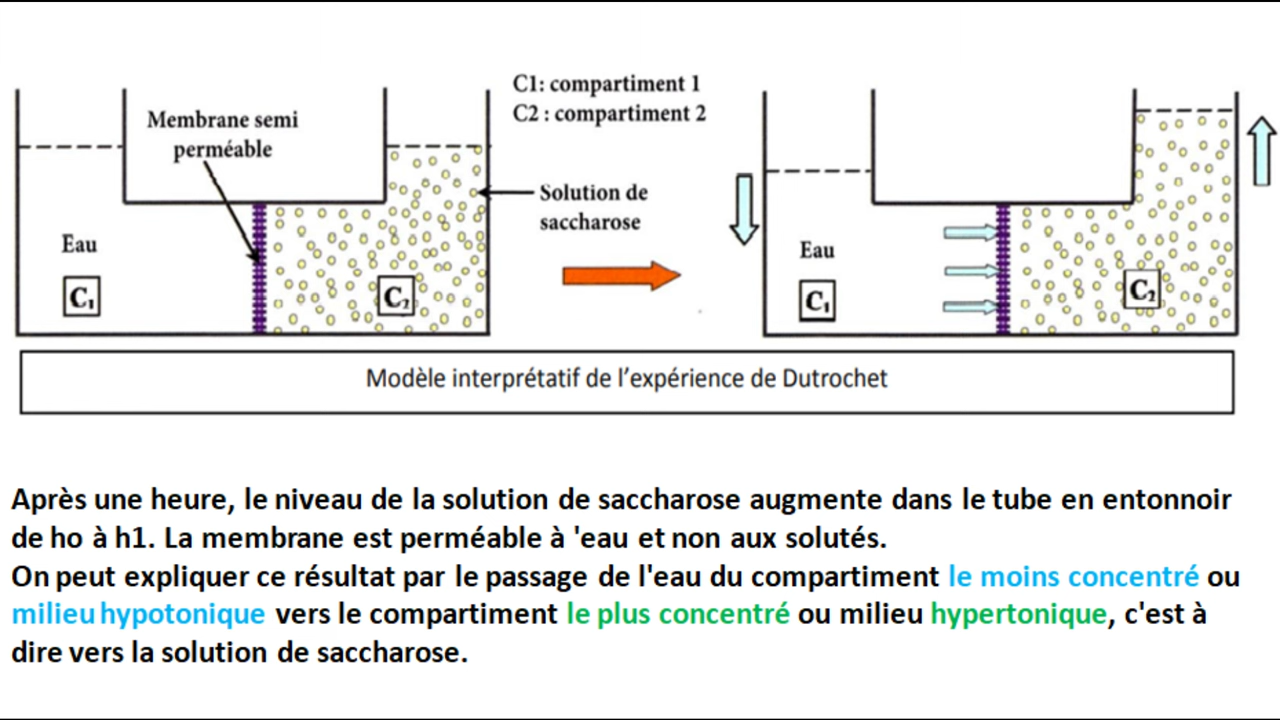 C1: compartiment 1
C2 : compartiment 2
Membrane semi
perméable
Solution de
saccharose
Eau
C₁
C₂
Eau
C₁
C₂
Modèle interprétatif de l'expérience de Dutrochet
Après une heure, le niveau de la solution de saccharose augmente dans le tube en entonnoir
de ho à h1. La membrane est perméable à 'eau et non aux solutés.
On peut expliquer ce résultat par le passage de l'eau du compartiment le moins concentré ou
milieu hypotonique vers le compartiment le plus concentré ou milieu hypertonique, c'est à
dire vers la solution de saccharose.